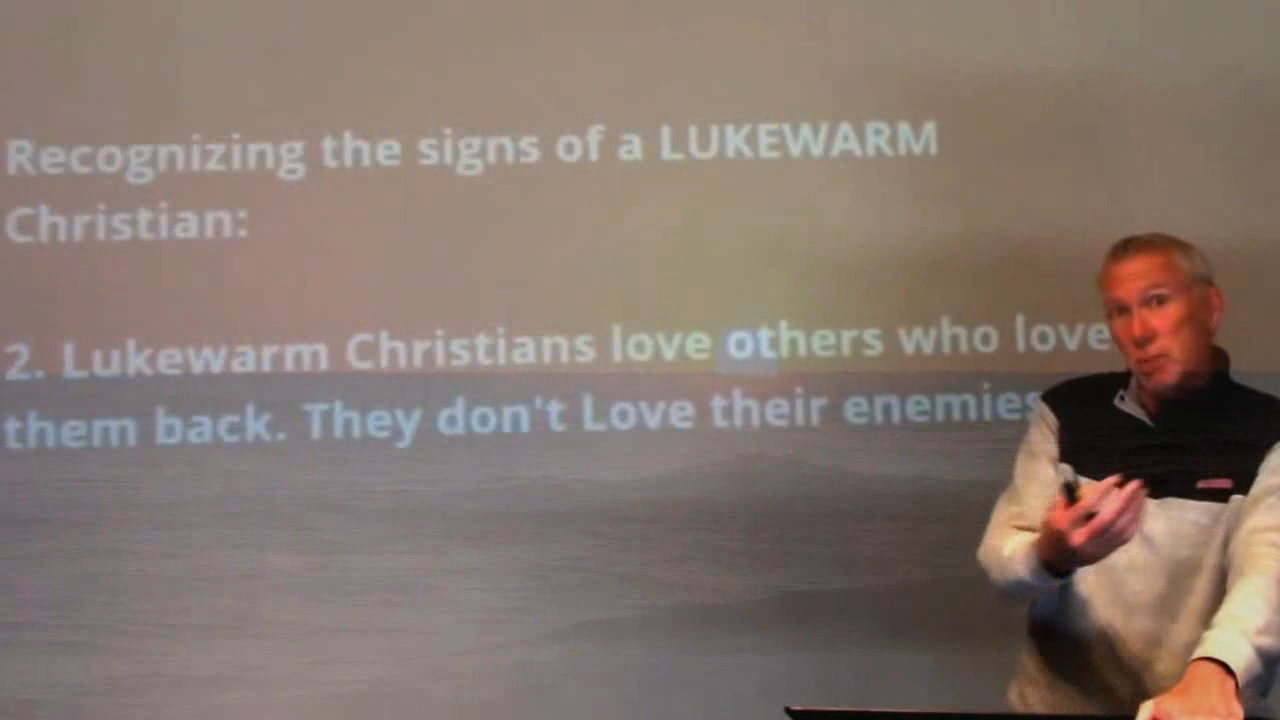 Recognizing the signs of a LUKEWARM
Christian:
2. Lukewarm Christians love others who love
them back. They don't Love their enemies